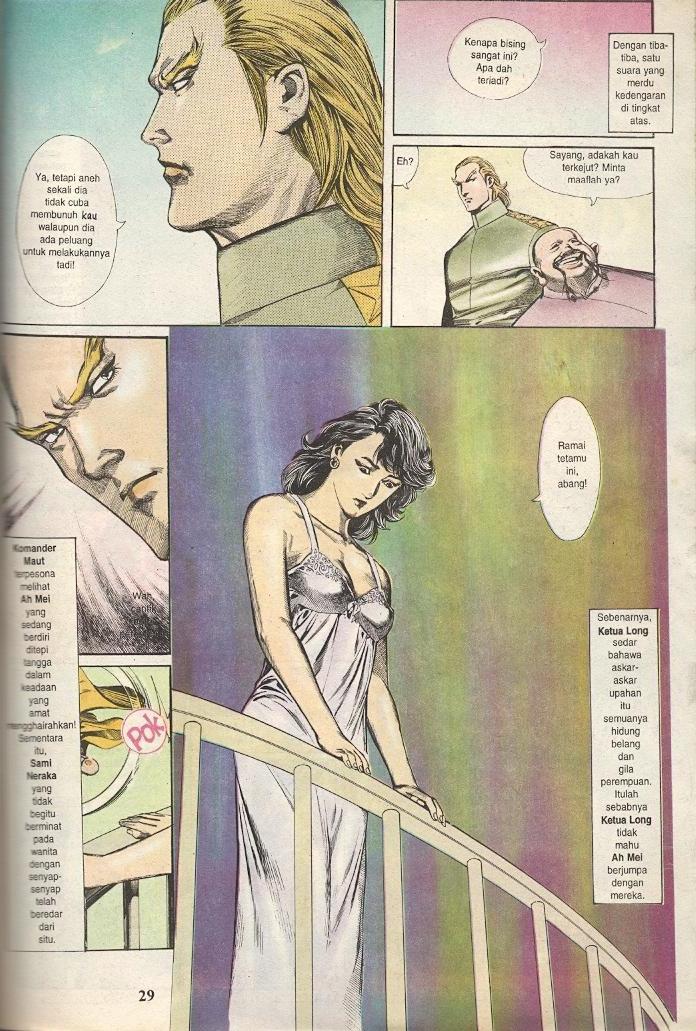 Ya, tetapi aneh
sekali dia
tidak cuba
membunuh kau
walaupun dia
ada peluang
untuk melakukannya
tadi!
Kenapa bising
sangat ini?
Apa dah
teriadi?
Dengan tiba-
tiba, satu
suara yang
merdu
kedengaran
di tingkat
atas.
Eh?
Sayang, adakah kau
terkejut? Minta
maaflah ya?
Komander
Maut
terpesona
melihat
Ah Mei
yang
sedang
berdiri
ditepi
tangga
dalam
keadaan
yang
amat
menggairahkan!
Sementara
itu,
Sami
Neraka
yang
tidak
begitu
berminat
pada
wanita
dengan
senyap-
senyap
telah
beredar
dari
situ.
Wah,
POK
Ramai
tetamu
ini,
abang!
Sebenarnya,
Ketua Long
sedar
bahawa
askar-
askar
upahan
itu
semuanya
hidung
belang
dan
gila
perempuan.
Itulah
sebabnya
Ketua Long
tidak
mahu
Ah Mei
berjumpa
dengan
mereka.
29